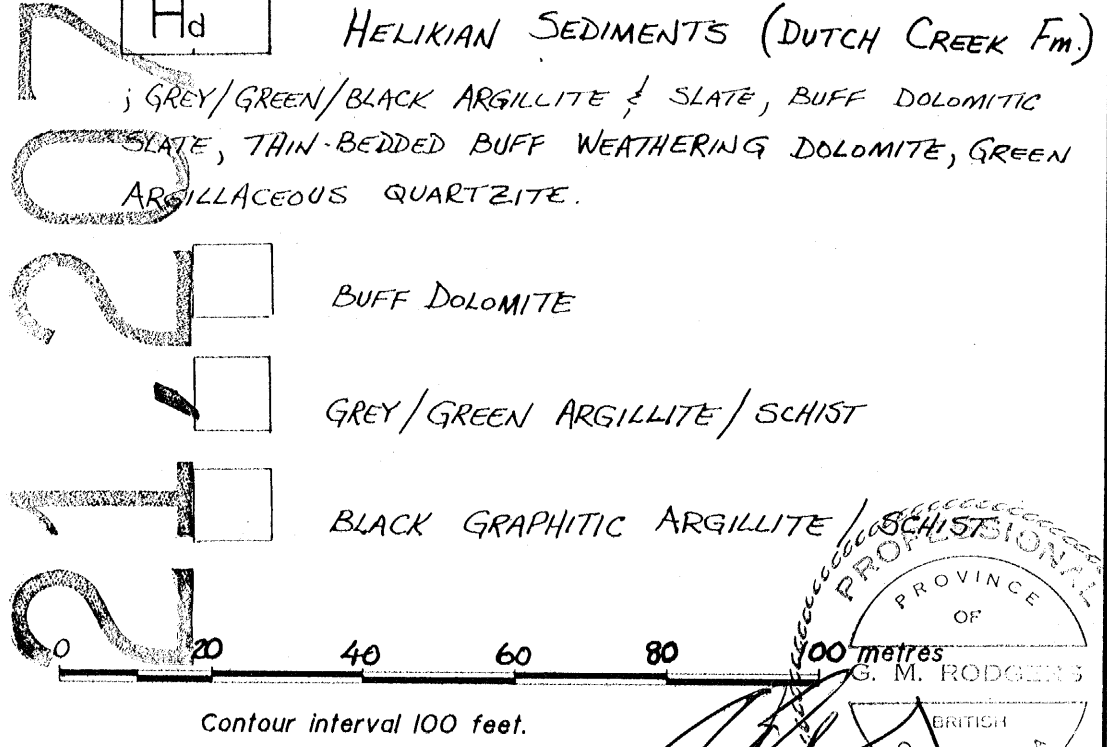 Hd
HELIKIAN SEDIMENTS (DUTCH CREEK Fm.)
; GREY/GREEN/BLACK ARGILLITE & SLATE, BUFF DOLOMITIC
SLATE, THIN-BEDDED BUFF WEATHERING DOLOMITE, GREEN
ARGILLACEOUS QUARTZITE.
BUFF DOLOMITE
GREY/GREEN ARGILLITE/SCHIST
BLACK GRAPHITIC ARGILLITE / SCHIST
0 20 40 60 80 100 metres
Contour interval 100 feet.
21,207
PROFESSIONAL
PROVINCE
OF
G. M. RODGERS
BRITISH